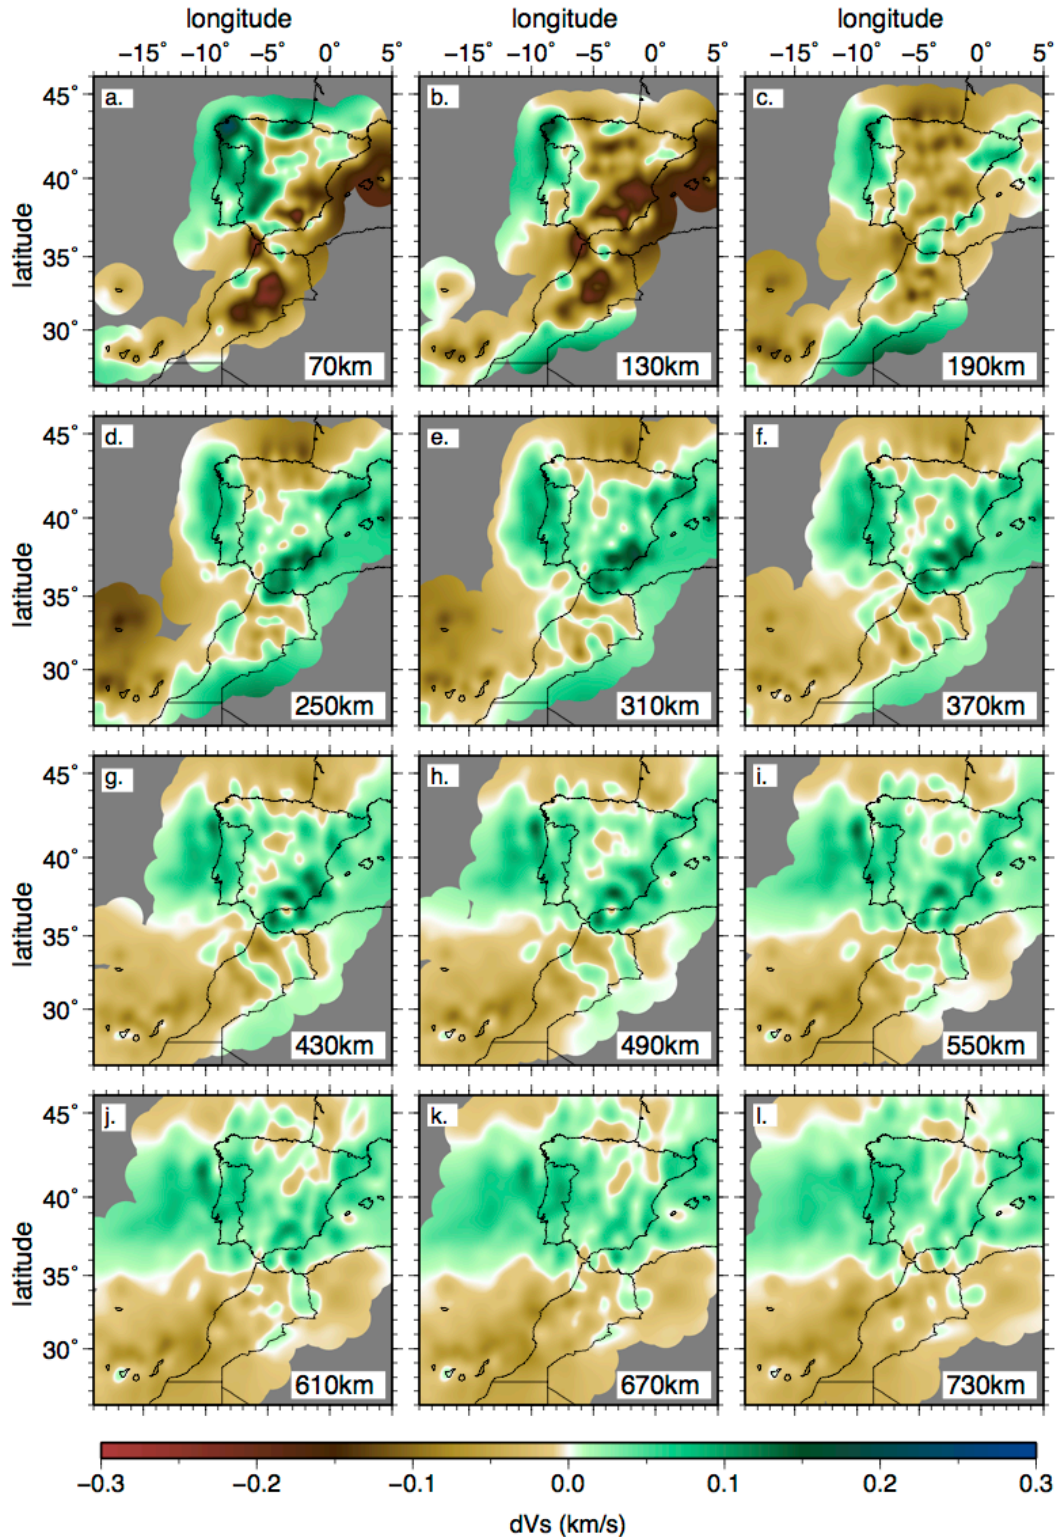 longitude longitude longitude
−15° −10° −5° 0° 5° −15° −10° −5° 0° 5° −15° −10° −5° 0° 5°
45° a. b. c.
40°
latitude
35°
30°
70km 130km 190km
45° d. e. f.
40°
latitude
35°
30°
250km 310km 370km
45° g. h. i.
40°
latitude
35°
30°
430km 490km 550km
45° j. k. l.
40°
latitude
35°
30°
610km 670km 730km
−0.3 −0.2 −0.1 0.0 0.1 0.2 0.3
dVs (km/s)